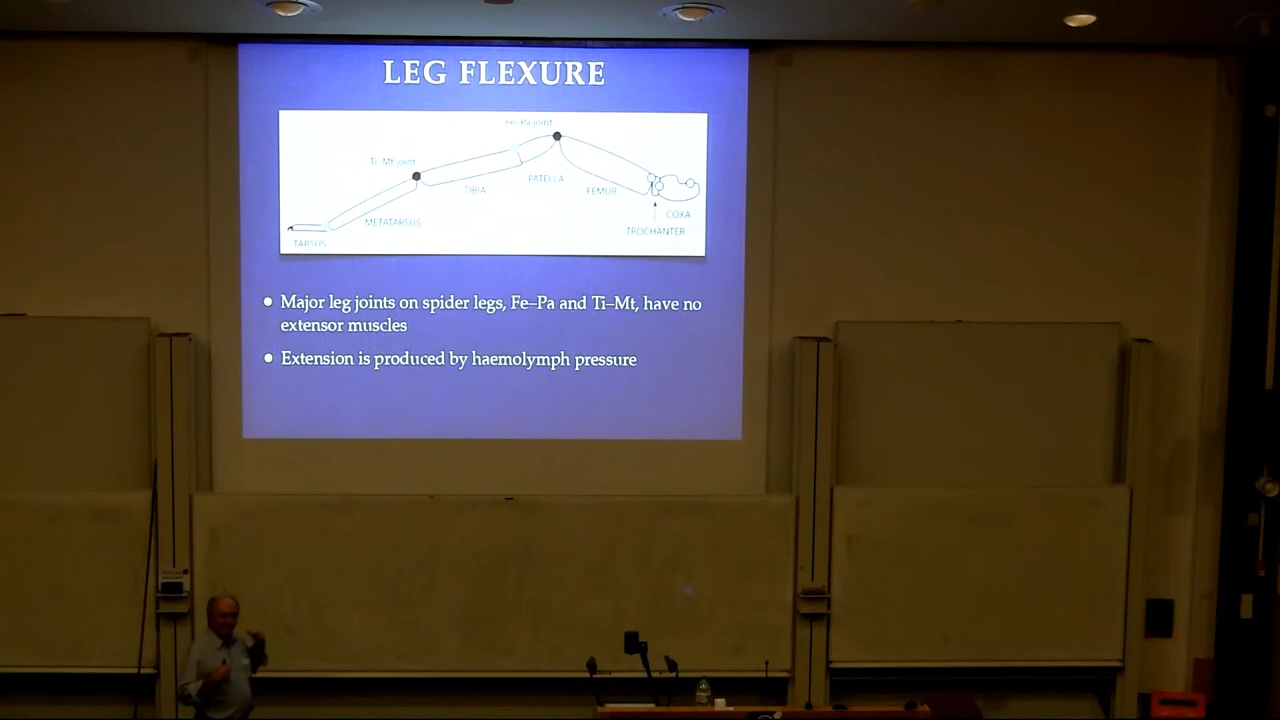 LEG FLEXURE
Fe–Pa joint
Ti–Mt joint
PATELLA
TIBIA
FEMUR
COXA
METATARSUS
TROCHANTER
TARSUS
• Major leg joints on spider legs, Fe–Pa and Ti–Mt, have no
extensor muscles
• Extension is produced by haemolymph pressure